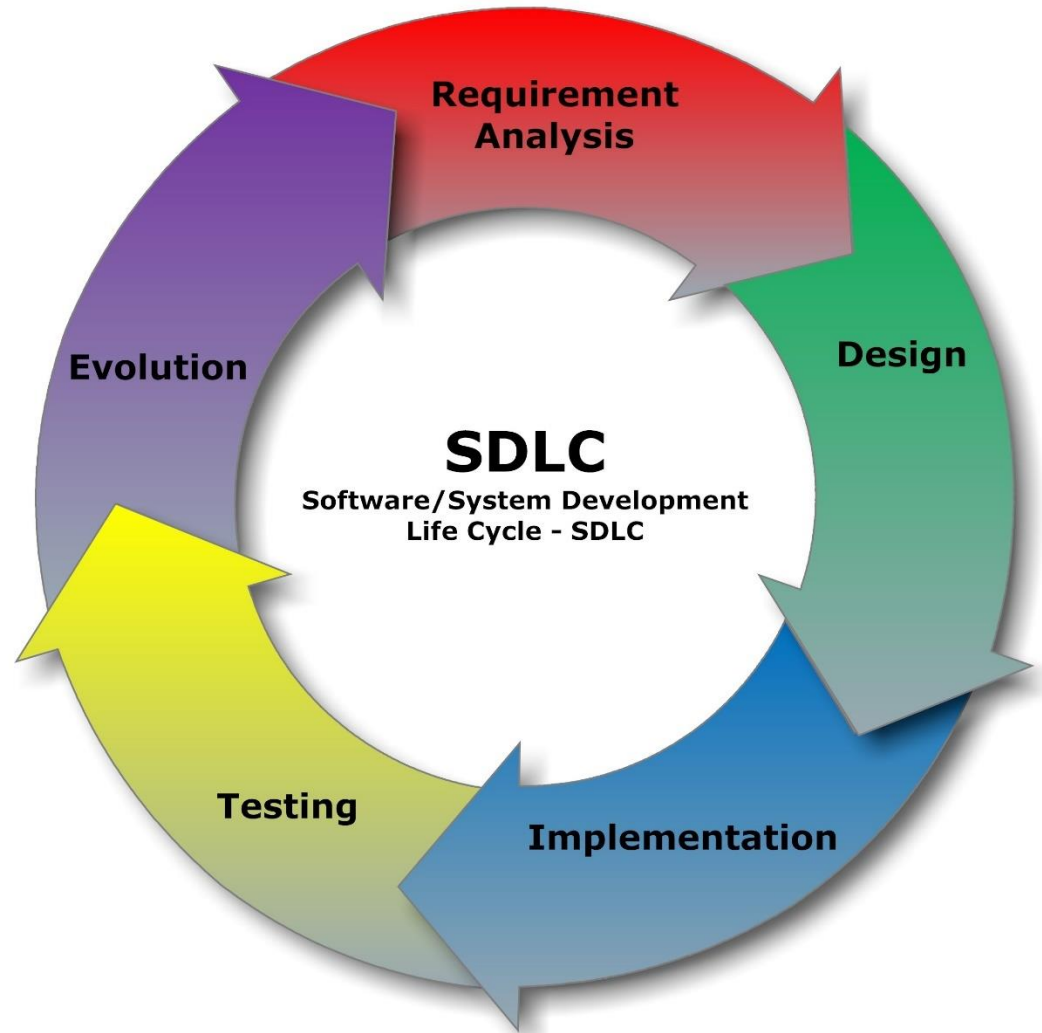 Requirement
Analysis
Design
Evolution
SDLC
Software/System Development
Life Cycle - SDLC
Testing
Implementation